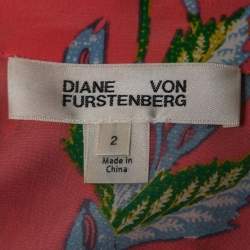 DIANE VON
FURSTENBERG
2
Made in
China